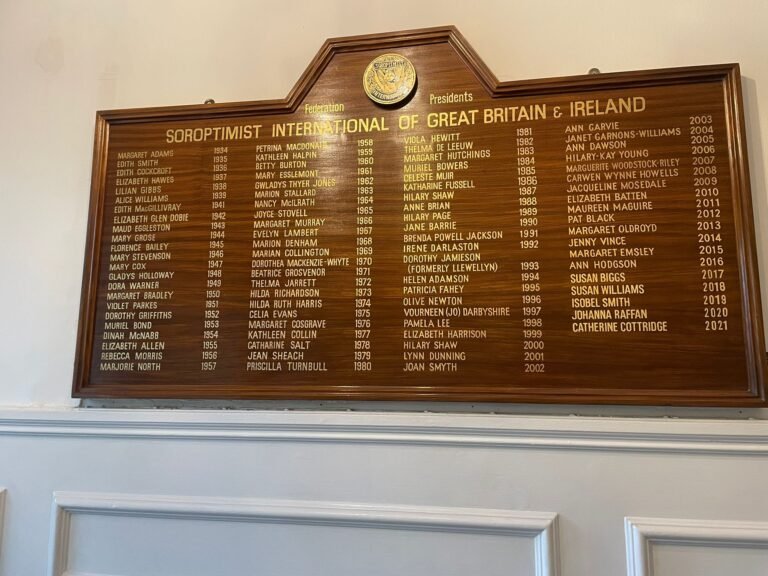 SOROPTIMIST
INTERNATIONAL
Federation Presidents
SOROPTIMIST INTERNATIONAL OF GREAT BRITAIN & IRELAND
MARGARET ADAMS 1934
EDITH SMITH 1935
EDITH COCKCROFT 1936
ELIZABETH HAWES 1937
LILIAN GIBBS 1938
ALICE WILLIAMS 1939
EDITH MacGILLIVRAY 1941
ELIZABETH GLEN DOBIE 1942
MAUD EGGLESTON 1943
MARY GROSE 1944
FLORENCE BAILEY 1945
MARY STEVENSON 1946
MARY COX 1947
GLADYS HOLLOWAY 1948
DORA WARNER 1949
MARGARET BRADLEY 1950
VIOLET PARKES 1951
DOROTHY GRIFFITHS 1952
MURIEL BOND 1953
DINAH McNABB 1954
ELIZABETH ALLEN 1955
REBECCA MORRIS 1956
MARJORIE NORTH 1957
PETRINA MACDONALD 1958
KATHLEEN HALPIN 1959
BETTY BURTON 1960
MARY ESSLEMONT 1961
GWLADYS THYER JONES 1962
MARION STALLARD 1963
NANCY McILRATH 1964
JOYCE STOVELL 1965
MARGARET MURRAY 1966
EVELYN LAMBERT 1967
MARION DENHAM 1968
MARION COLLINGTON 1969
DOROTHEA MACKENZIE-WHYTE 1970
BEATRICE GROSVENOR 1971
THELMA JARRETT 1972
HILDA RICHARDSON 1973
HILDA RUTH HARRIS 1974
CELIA EVANS 1975
MARGARET COSGRAVE 1976
KATHLEEN COLLIN 1977
CATHARINE SALT 1978
JEAN SHEACH 1979
PRISCILLA TURNBULL 1980
VIOLA HEWITT 1981
THELMA DE LEEUW 1982
MARGARET HUTCHINGS 1983
MURIEL BOWERS 1984
CELESTE MUIR 1985
KATHARINE FUSSELL 1986
HILARY SHAW 1987
ANNE BRIAN 1988
HILARY PAGE 1989
JANE BARRIE 1990
BRENDA POWELL JACKSON 1991
IRENE DARLASTON 1992
DOROTHY JAMIESON
(FORMERLY LLEWELLYN) 1993
HELEN ADAMSON 1994
PATRICIA FAHEY 1995
OLIVE NEWTON 1996
VOURNEEN (JO) DARBYSHIRE 1997
PAMELA LEE 1998
ELIZABETH HARRISON 1999
HILARY SHAW 2000
LYNN DUNNING 2001
JOAN SMYTH 2002
ANN GARVIE 2003
JANET GARNONS-WILLIAMS 2004
ANN DAWSON 2005
HILARY-KAY YOUNG 2006
MARGUERITE WOODSTOCK-RILEY 2007
CARWEN WYNNE HOWELLS 2008
JACQUELINE MOSEDALE 2009
ELIZABETH BATTEN 2010
MAUREEN MAGUIRE 2011
PAT BLACK 2012
MARGARET OLDROYD 2013
JENNY VINCE 2014
MARGARET EMSLEY 2015
ANN HODGSON 2016
SUSAN BIGGS 2017
SUSAN WILLIAMS 2018
ISOBEL SMITH 2019
JOHANNA RAFFAN 2020
CATHERINE COTTRIDGE 2021